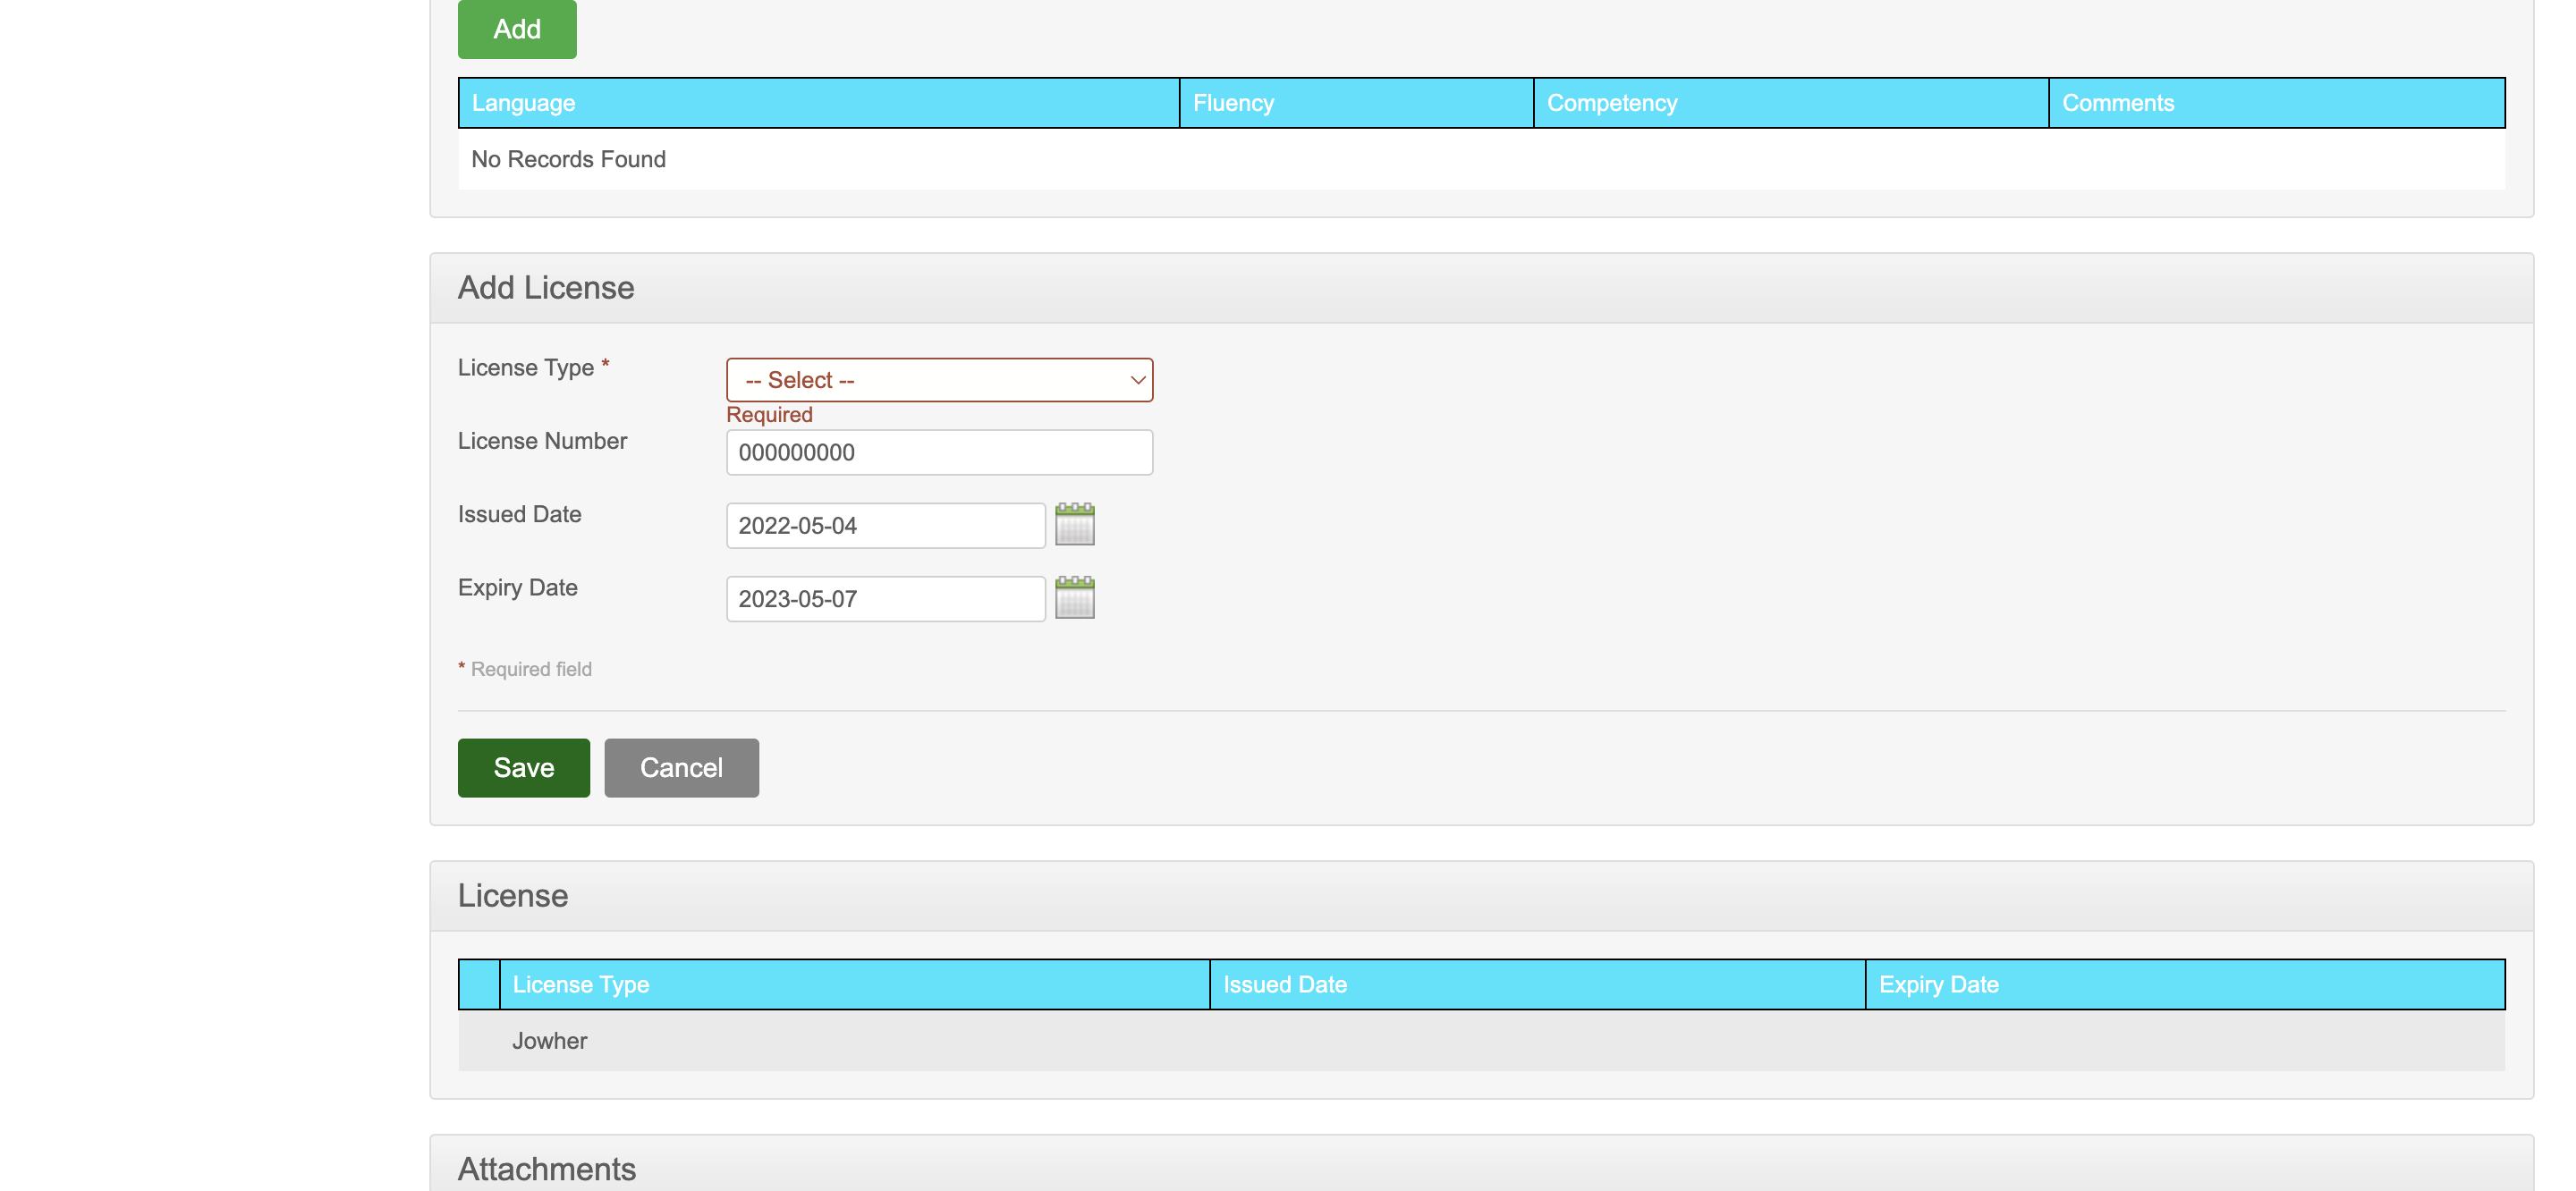 Add
Language Fluency Competency Comments
No Records Found
Add License
License Type *
-- Select --
Required
License Number
000000000
Issued Date
2022-05-04
Expiry Date
2023-05-07
* Required field
Save Cancel
License
License Type Issued Date Expiry Date
Jowher
Attachments